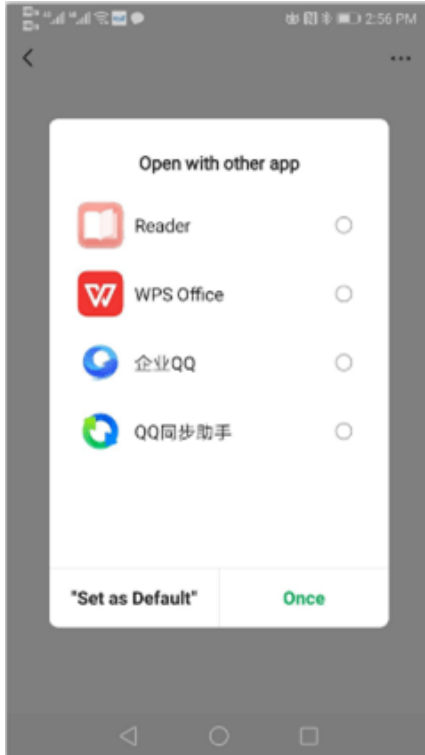 2:56 PM
Open with other app
Reader
WPS Office
企业QQ
QQ同步助手
"Set as Default"
Once